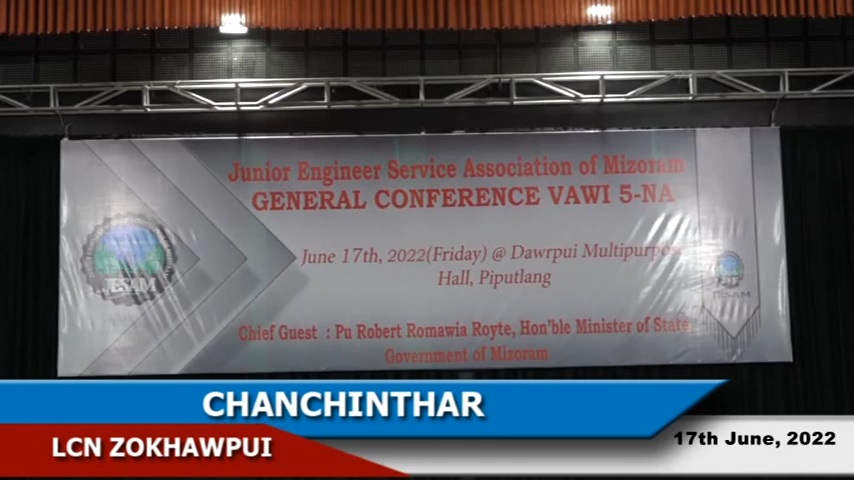 Junior Engineer Service Association of Mizoram
GENERAL CONFERENCE VAWI 5-NA
June 17th, 2022(Friday) @ Dawrpui Multipurpose
Hall, Piputlang
Chief Guest : Pu Robert Romawia Royte, Hon'ble Minister of State,
Government of Mizoram
JESAM
JESAM
CHANCHINTHAR
LCN ZOKHAWPUI
17th June, 2022